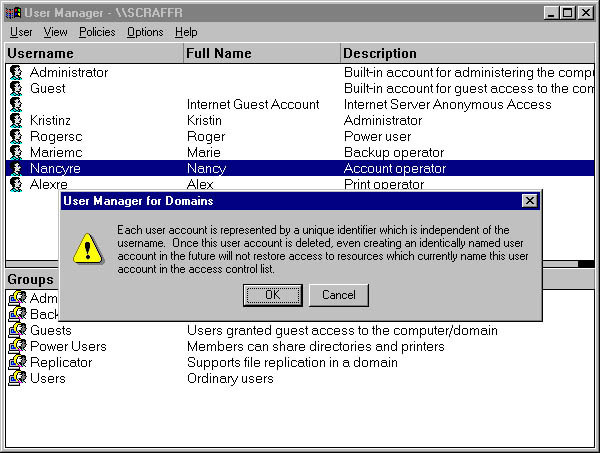 User Manager - \\SCRAFFR
User View Policies Options Help
Username Full Name Description
Administrator Built-in account for administering the compu
Guest Built-in account for guest access to the com
Internet Guest Account Internet Server Anonymous Access
Kristinz Kristin Administrator
Rogersc Roger Power user
Mariemc Marie Backup operator
Nancyre Nancy Account operator
Alexre Alex Print operator
User Manager for Domains
Each user account is represented by a unique identifier which is independent of the
username. Once this user account is deleted, even creating an identically named user
account in the future will not restore access to resources which currently name this user
account in the access control list.
OK Cancel
Groups
Adm
Back
Guests Users granted guest access to the computer/domain
Power Users Members can share directories and printers
Replicator Supports file replication in a domain
Users Ordinary users